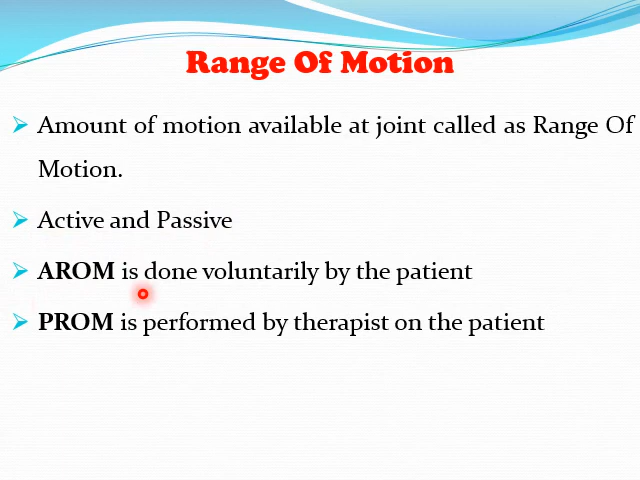 Range Of Motion
Amount of motion available at joint called as Range Of
Motion.
Active and Passive
AROM is done voluntarily by the patient
PROM is performed by therapist on the patient